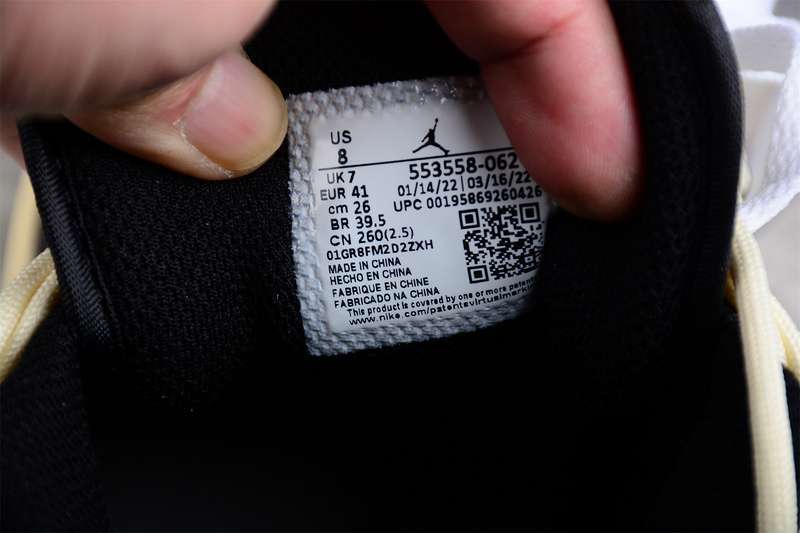 US
8
UK 7
EUR 41
cm 26
BR 39.5
CN 260(2.5)
553558-062
01/14/22 03/16/22
UPC 00195869260426
01GR8FM2D2ZXH
MADE IN CHINA
HECHO EN CHINA
FABRIQUE EN CHINE
FABRICADO NA CHINA
This product is covered by one or more
www.nike.com/patents